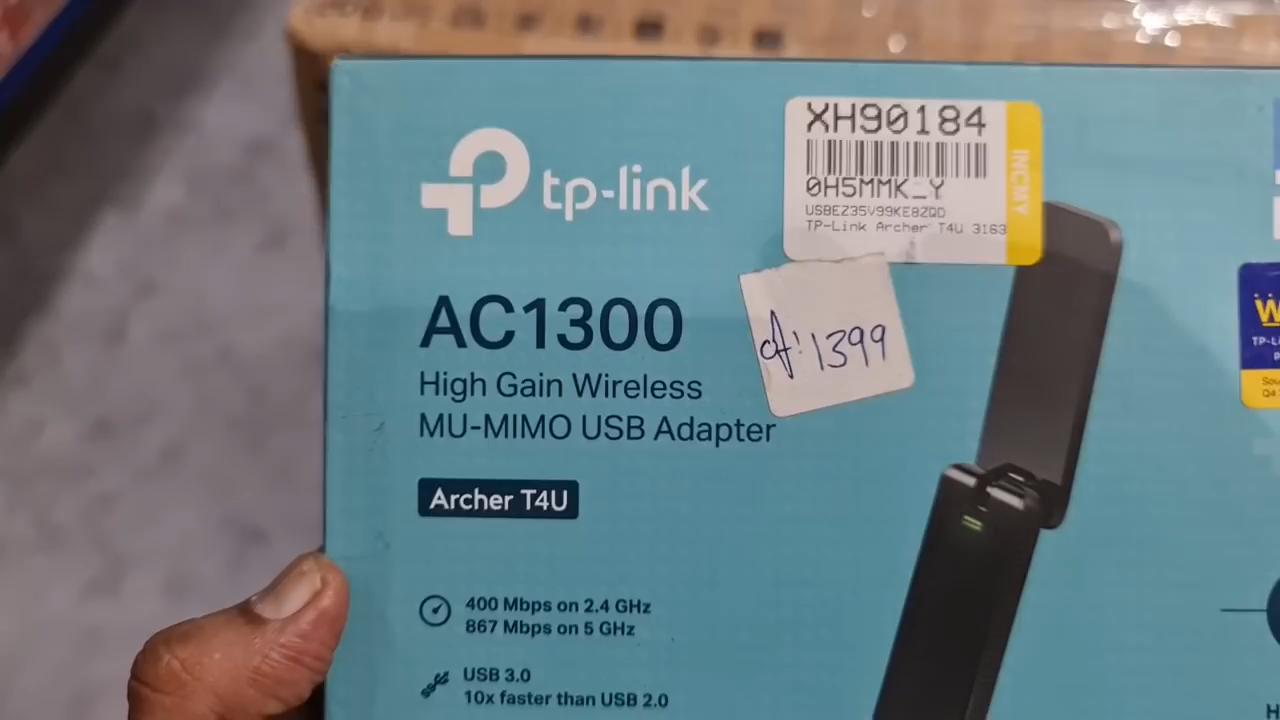 tp-link
XH90184
0H5MMK_Y
USBEZ35V99KE8ZQD
TP-Link Archer T4U 3163
INCMY
1399
AC1300
High Gain Wireless
MU-MIMO USB Adapter
Archer T4U
400 Mbps on 2.4 GHz
867 Mbps on 5 GHz
USB 3.0
10x faster than USB 2.0